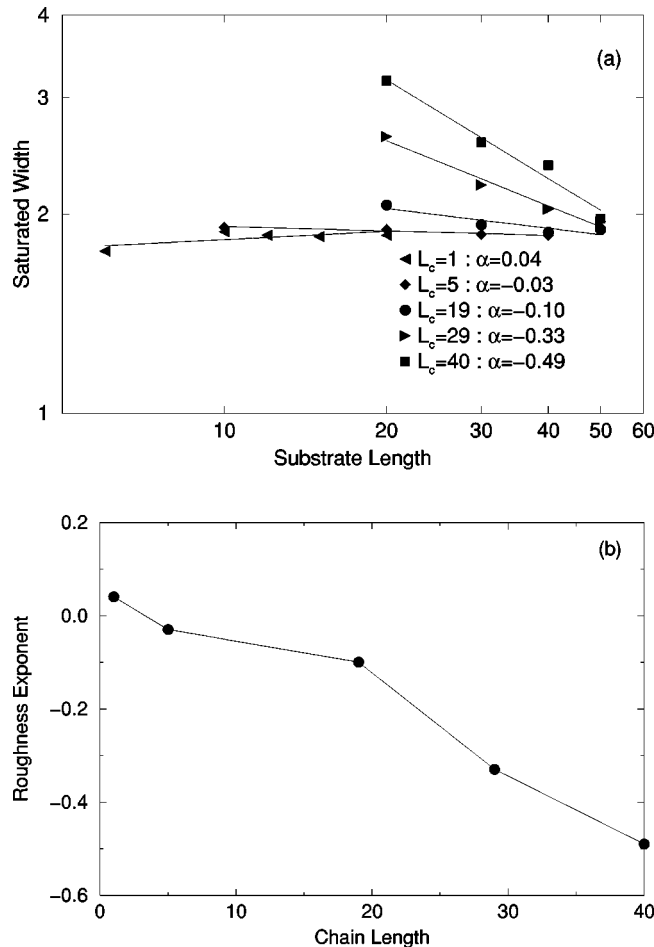 4
(a)
3
Saturated Width
2
L_c=1 : α=0.04
L_c=5 : α=-0.03
L_c=19 : α=-0.10
L_c=29 : α=-0.33
L_c=40 : α=-0.49
1
10 20 30 40 50 60
Substrate Length
0.2
(b)
0.0
Roughness Exponent
-0.2
-0.4
-0.6
0 10 20 30 40
Chain Length